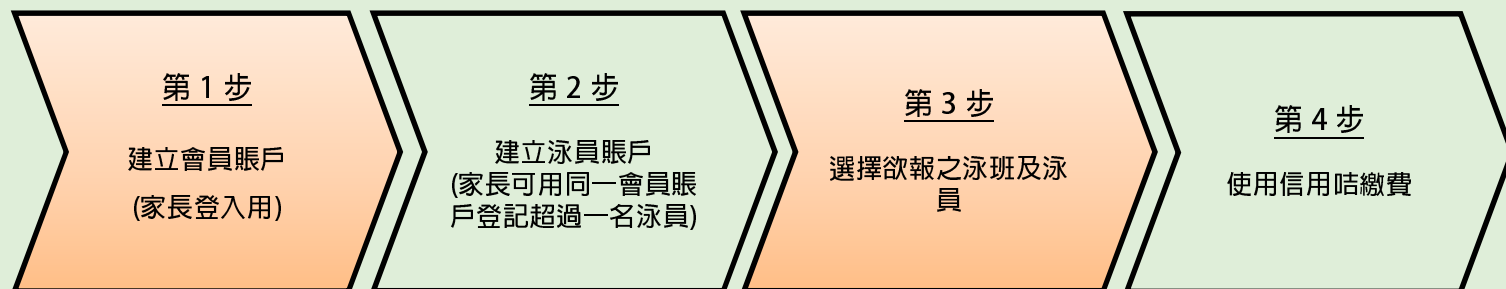 第 1 步
建立會員賬戶
(家長登入用)
第 2 步
建立泳員賬戶
(家長可用同一會員賬
戶登記超過一名泳員)
第 3 步
選擇欲報之泳班及泳
員
第 4 步
使用信用咭繳費